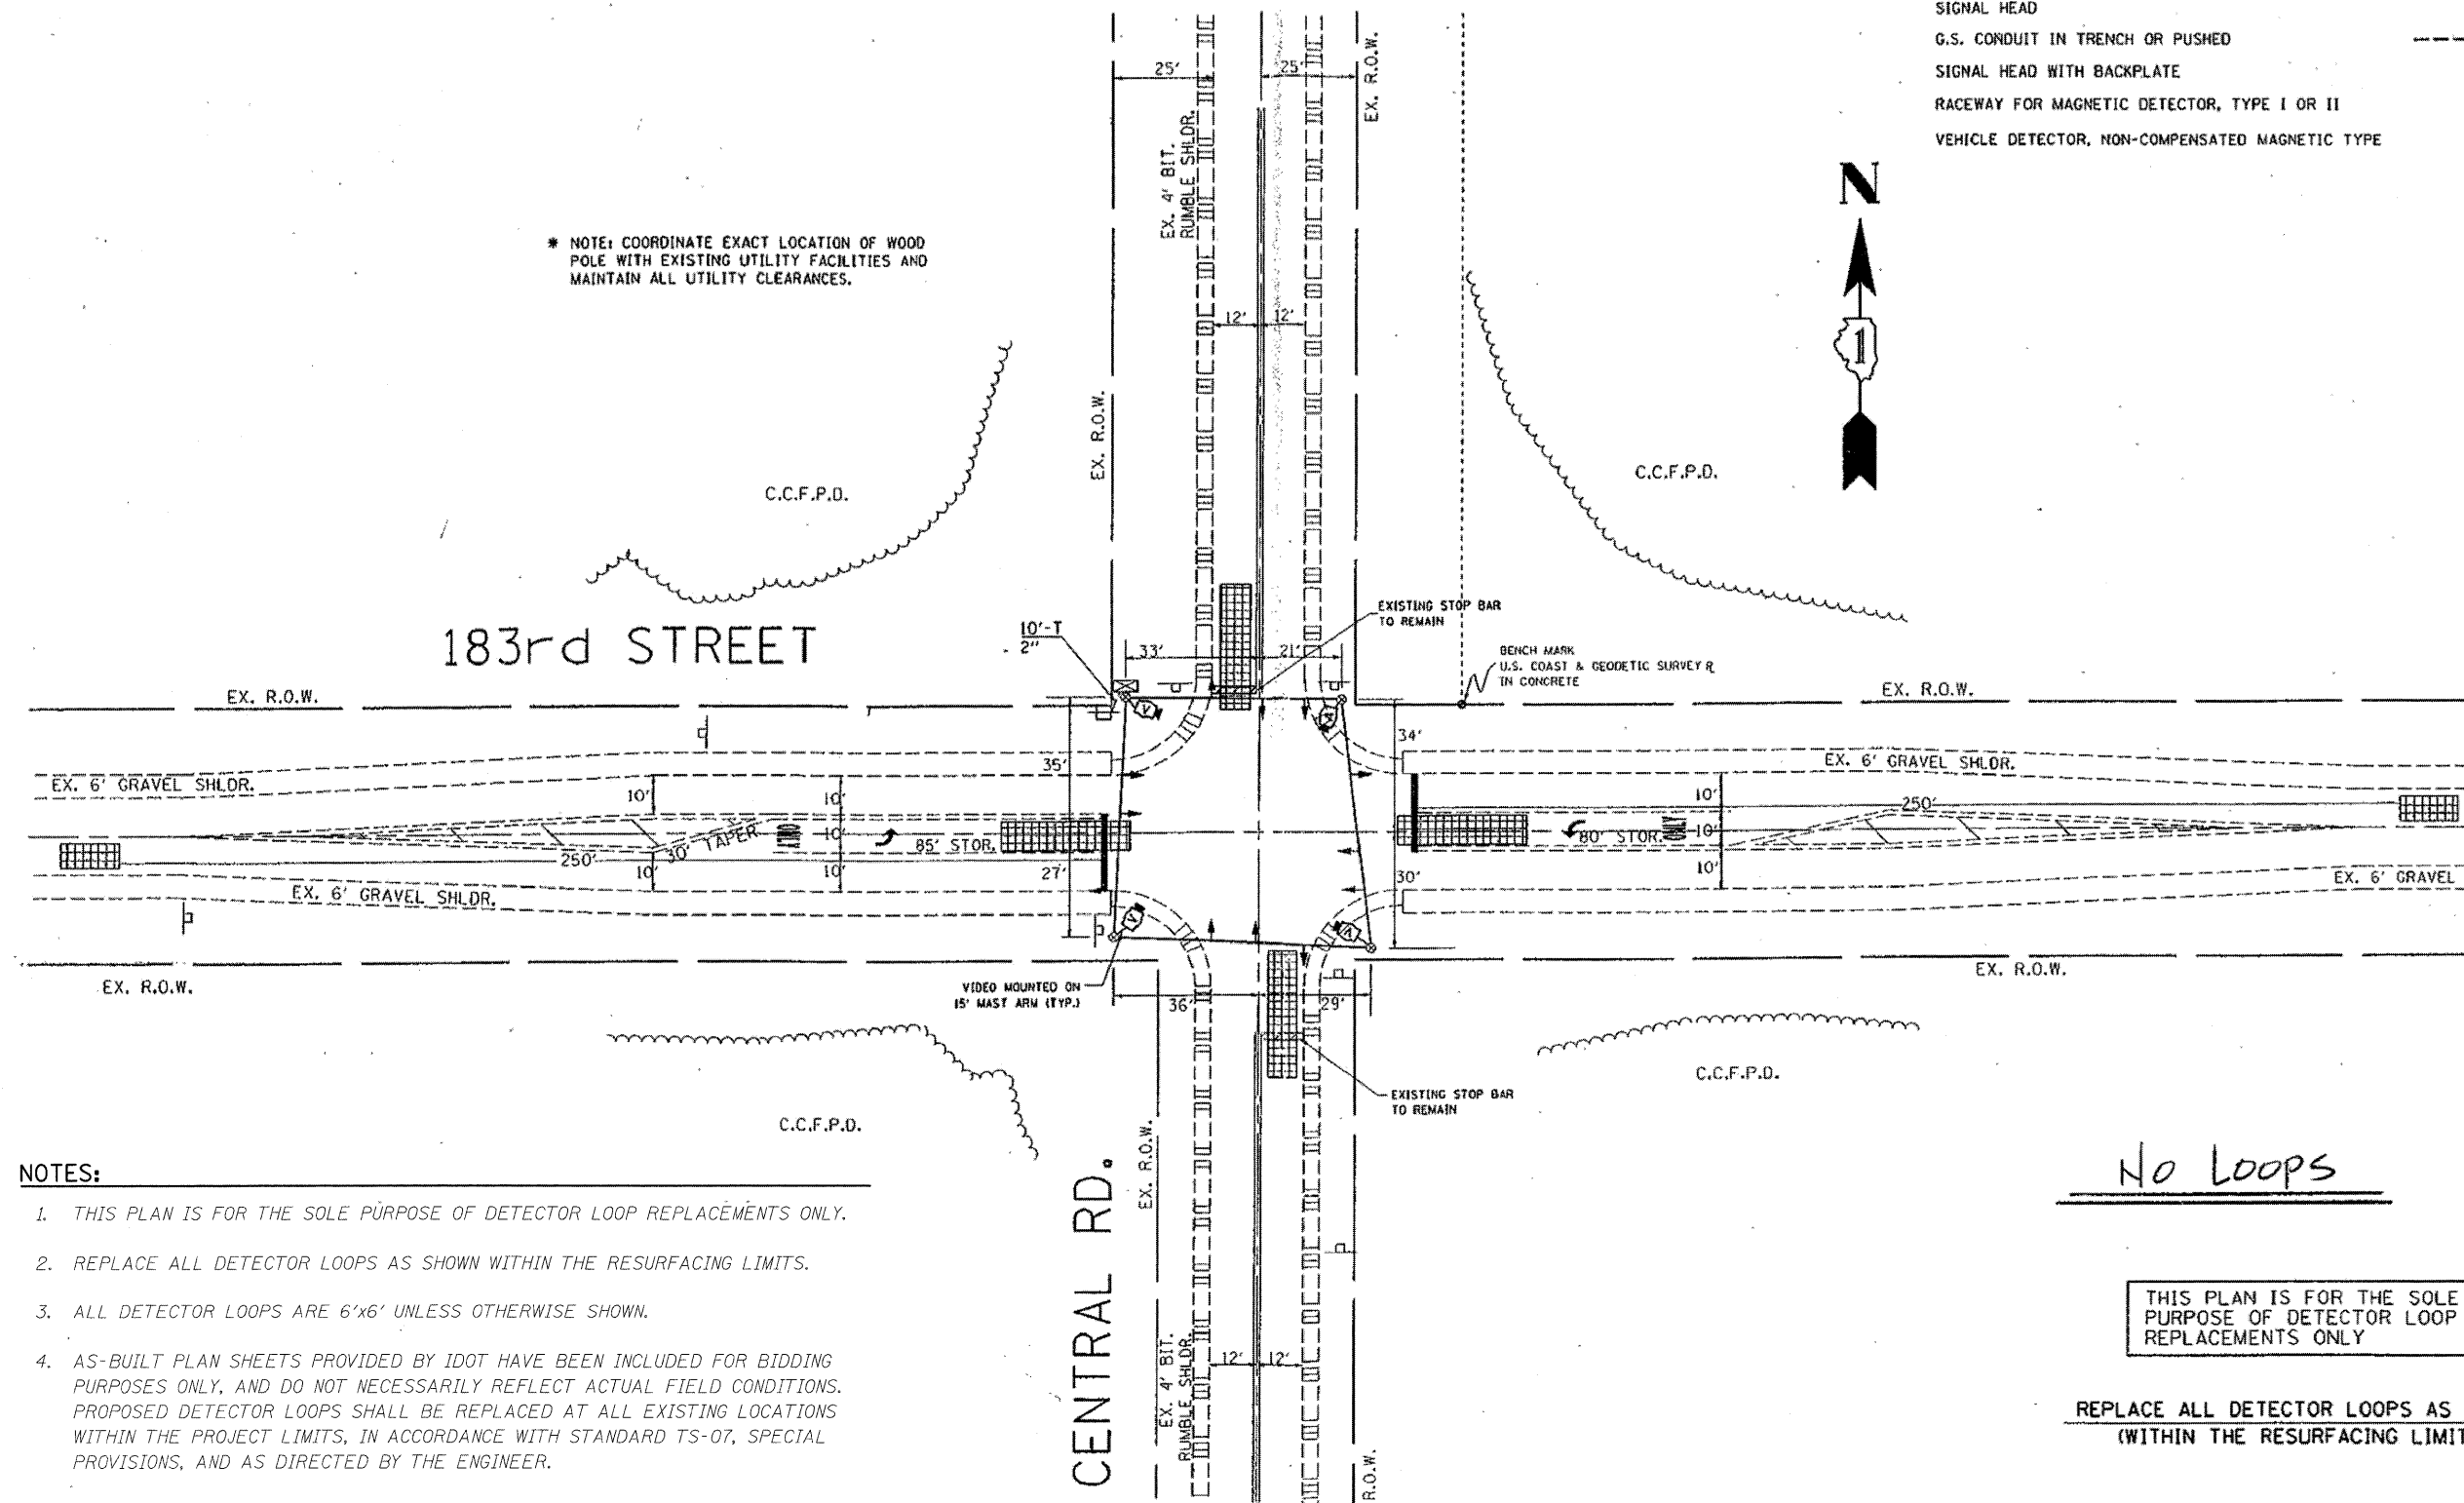 SIGNAL HEAD
G.S. CONDUIT IN TRENCH OR PUSHED
SIGNAL HEAD WITH BACKPLATE
RACEWAY FOR MAGNETIC DETECTOR, TYPE I OR II
VEHICLE DETECTOR, NON-COMPENSATED MAGNETIC TYPE
N
1
25'
25'
EX. R.O.W.
EX. 4' BIT.
RUMBLE SHLDR.
* NOTE: COORDINATE EXACT LOCATION OF WOOD
POLE WITH EXISTING UTILITY FACILITIES AND
MAINTAIN ALL UTILITY CLEARANCES.
12'
12'
EX. R.O.W.
C.C.F.P.D.
C.C.F.P.D.
183rd STREET
10'-T
2"
33'
21'
EXISTING STOP BAR
TO REMAIN
BENCH MARK
U.S. COAST & GEODETIC SURVEY R
IN CONCRETE
EX. R.O.W.
EX. R.O.W.
V
V
34'
35'
EX. 6' GRAVEL SHLDR.
EX. 6' GRAVEL SHLDR.
10'
10'
10'
250'
10'
10'
30' TAPER
ONLY
85' STOR.
80' STOR.
ONLY
250'
10'
10'
10'
27'
30'
EX. 6' GRAVEL SHLDR.
EX. 6' GRAVEL
V
V
EX. R.O.W.
EX. R.O.W.
VIDEO MOUNTED ON
15' MAST ARM (TYP.)
36'
29'
EXISTING STOP BAR
TO REMAIN
C.C.F.P.D.
C.C.F.P.D.
CENTRAL RD.
EX. R.O.W.
EX. 4' BIT.
RUMBLE SHLDR.
12'
12'
R.O.W.
NOTES:
1. THIS PLAN IS FOR THE SOLE PURPOSE OF DETECTOR LOOP REPLACEMENTS ONLY.
2. REPLACE ALL DETECTOR LOOPS AS SHOWN WITHIN THE RESURFACING LIMITS.
3. ALL DETECTOR LOOPS ARE 6'x6' UNLESS OTHERWISE SHOWN.
4. AS-BUILT PLAN SHEETS PROVIDED BY IDOT HAVE BEEN INCLUDED FOR BIDDING
PURPOSES ONLY, AND DO NOT NECESSARILY REFLECT ACTUAL FIELD CONDITIONS.
PROPOSED DETECTOR LOOPS SHALL BE REPLACED AT ALL EXISTING LOCATIONS
WITHIN THE PROJECT LIMITS, IN ACCORDANCE WITH STANDARD TS-07, SPECIAL
PROVISIONS, AND AS DIRECTED BY THE ENGINEER.
No Loops
THIS PLAN IS FOR THE SOLE
PURPOSE OF DETECTOR LOOP
REPLACEMENTS ONLY
REPLACE ALL DETECTOR LOOPS AS
(WITHIN THE RESURFACING LIMIT